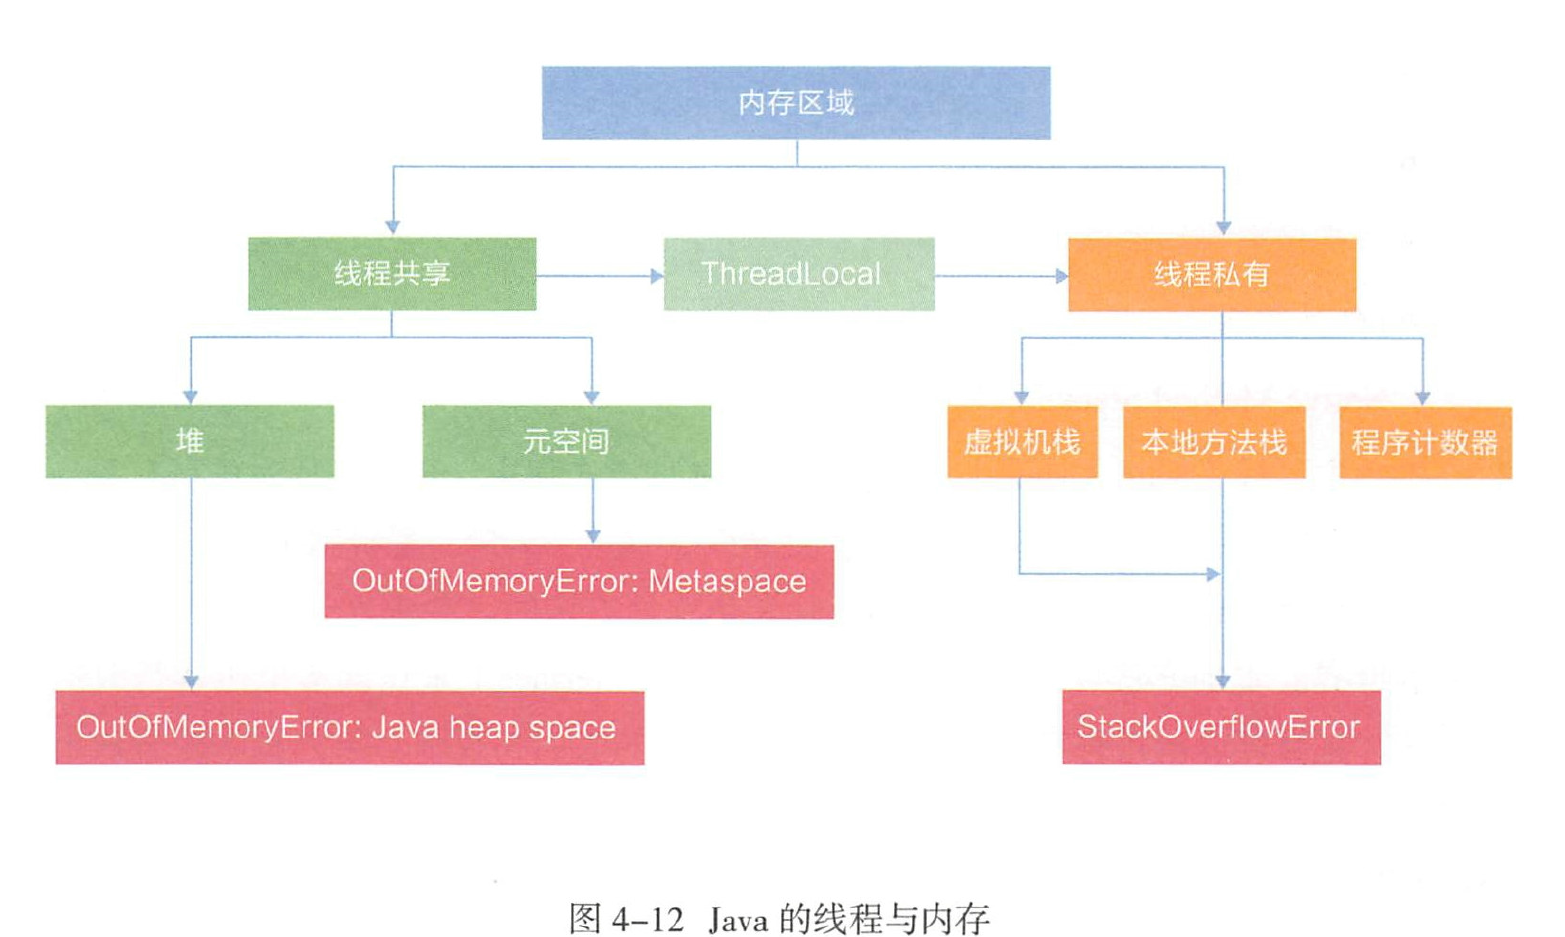 内存区域
线程共享
ThreadLocal
线程私有
堆
元空间
虚拟机栈
本地方法栈
程序计数器
OutOfMemoryError: Metaspace
OutOfMemoryError: Java heap space
StackOverflowError
图 4-12 Java 的线程与内存